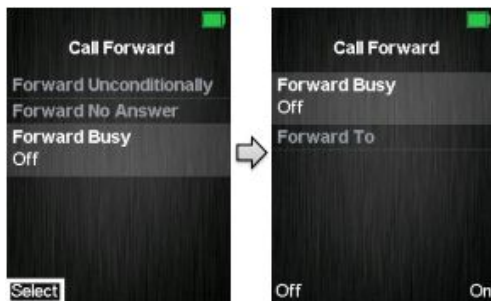 Call Forward
Forward Unconditionally
Forward No Answer
Forward Busy
Off
Select
Call Forward
Forward Busy
Off
Forward To
Off On